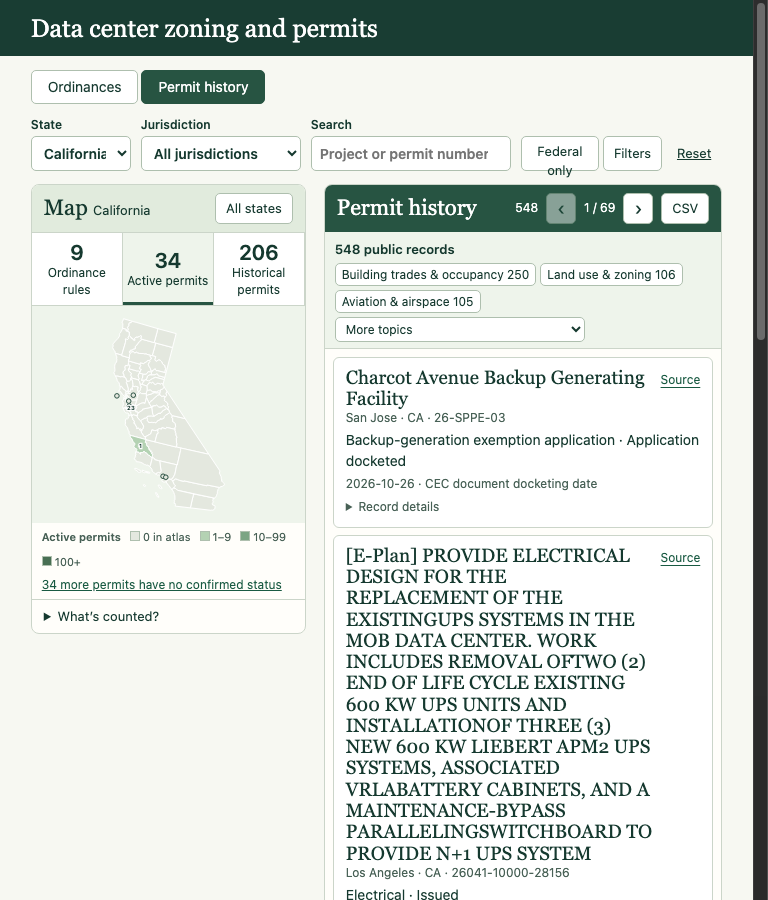 Data center zoning and permits
Ordinances
Permit history
State
Jurisdiction
Search
California
All jurisdictions
Project or permit number
Federal only
Filters
Reset
Map California
All states
9
Ordinance rules
34
Active permits
206
Historical permits
2 3
1
Active permits
0 in atlas
1–9
10–99
100+
34 more permits have no confirmed status
What's counted?
Permit history
548
‹
1 / 69
›
CSV
548 public records
Building trades & occupancy 250
Land use & zoning 106
Aviation & airspace 105
More topics
Charcot Avenue Backup Generating
Facility
Source
San Jose · CA · 26-SPPE-03
Backup-generation exemption application · Application
docketed
2026-10-26 · CEC document docketing date
Record details
[E-Plan] PROVIDE ELECTRICAL
Source
DESIGN FOR THE
REPLACEMENT OF THE
EXISTINGUPS SYSTEMS IN THE
MOB DATA CENTER. WORK
INCLUDES REMOVAL OFTWO (2)
END OF LIFE CYCLE EXISTING
600 KW UPS UNITS AND
INSTALLATIONOF THREE (3)
NEW 600 KW LIEBERT APM2 UPS
SYSTEMS, ASSOCIATED
VRLABATTERY CABINETS, AND A
MAINTENANCE-BYPASS
PARALLELINGSWITCHBOARD TO
PROVIDE N+1 UPS SYSTEM
Los Angeles · CA · 26041-10000-28156
Electrical · Issued